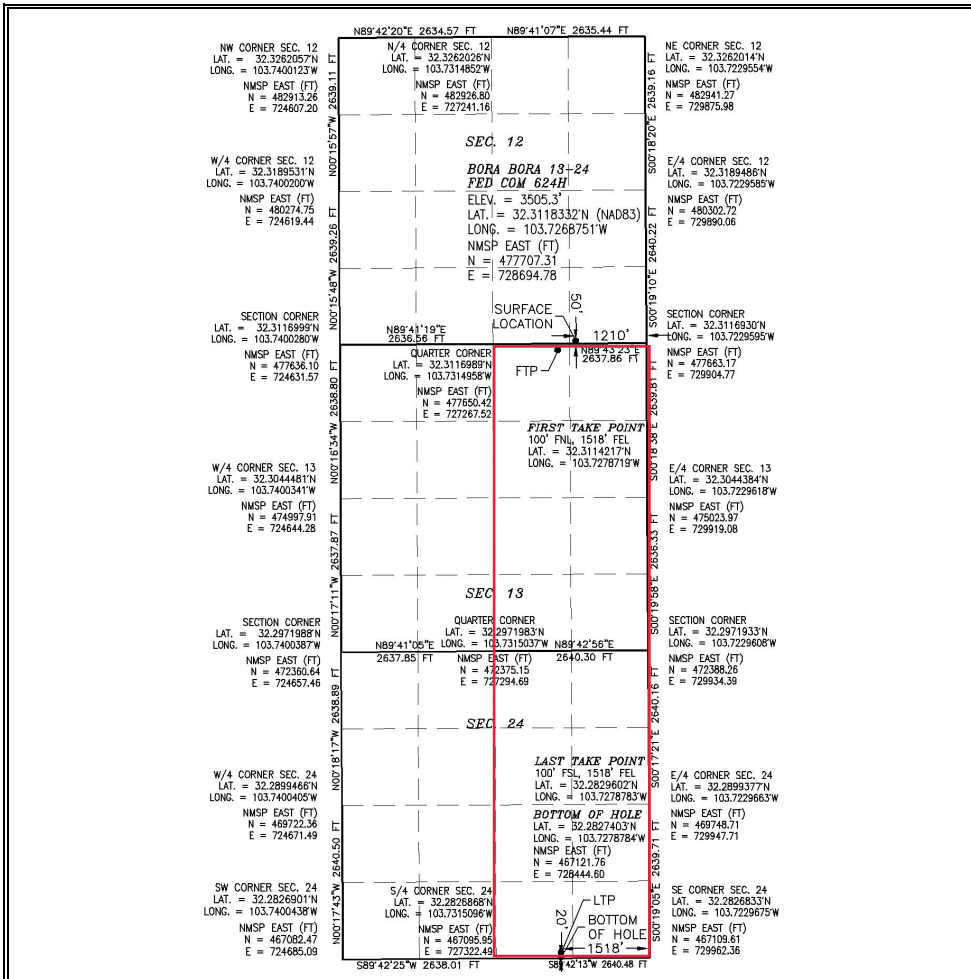 N89°42'20"E 2634.57 FT
N89°41'07"E 2635.44 FT
NW CORNER SEC. 12
LAT. = 32.3262057'N
LONG. = 103.7400123'W
NMSP EAST (FT)
N = 482913.26
E = 724607.20
N/4 CORNER SEC. 12
LAT. = 32.3262026'N
LONG. = 103.7314852'W
NMSP EAST (FT)
N = 482926.80
E = 727241.16
NE CORNER SEC. 12
LAT. = 32.3262014'N
LONG. = 103.7229554'W
NMSP EAST (FT)
N = 482941.27
E = 729875.98
N00°15'57"W 2639.11 FT
S00°18'20"E 2639.16 FT
SEC. 12
W/4 CORNER SEC. 12
LAT. = 32.3189531'N
LONG. = 103.7400200'W
NMSP EAST (FT)
N = 480274.75
E = 724619.44
BORA BORA 13-24
FED COM 624H
ELEV. = 3505.3'
LAT. = 32.3118332'N (NAD83)
LONG. = 103.7268751'W
NMSP EAST (FT)
N = 477707.31
E = 728694.78
E/4 CORNER SEC. 12
LAT. = 32.3189486'N
LONG. = 103.7229585'W
NMSP EAST (FT)
N = 480302.72
E = 729890.06
N00°15'48"W 2639.26 FT
S00°19'10"E 2640.22 FT
SURFACE
LOCATION
50'
1210'
SECTION CORNER
LAT. = 32.3116999'N
LONG. = 103.7400280'W
NMSP EAST (FT)
N = 477636.10
E = 724631.57
N89°41'19"E
2636.56 FT
QUARTER CORNER
LAT. = 32.3116989'N
LONG. = 103.7314958'W
NMSP EAST (FT)
N = 477650.42
E = 727267.52
N89°43'23"E
2637.86 FT
FTP
SECTION CORNER
LAT. = 32.3116930'N
LONG. = 103.7229595'W
NMSP EAST (FT)
N = 477663.17
E = 729904.77
N00°16'34"W 2638.80 FT
S00°18'38"E 2639.81 FT
FIRST TAKE POINT
100' FNL, 1518' FEL
LAT. = 32.3114217'N
LONG. = 103.7278719'W
W/4 CORNER SEC. 13
LAT. = 32.3044481'N
LONG. = 103.7400341'W
NMSP EAST (FT)
N = 474997.91
E = 724644.28
E/4 CORNER SEC. 13
LAT. = 32.3044384'N
LONG. = 103.7229618'W
NMSP EAST (FT)
N = 475023.97
E = 729919.08
N00°17'11"W 2637.87 FT
S00°19'58"E 2636.33 FT
SEC. 13
SECTION CORNER
LAT. = 32.2971988'N
LONG. = 103.7400387'W
NMSP EAST (FT)
N = 472360.64
E = 724657.46
QUARTER CORNER
LAT. = 32.2971983'N
LONG. = 103.7315037'W
N89°41'05"E
2637.85 FT
N89°42'56"E
2640.30 FT
NMSP EAST (FT)
N = 472375.15
E = 727294.69
SECTION CORNER
LAT. = 32.2971933'N
LONG. = 103.7229608'W
NMSP EAST (FT)
N = 472388.26
E = 729934.39
N00°18'17"W 2638.89 FT
S00°17'21"E 2640.16 FT
SEC. 24
LAST TAKE POINT
100' FSL, 1518' FEL
LAT. = 32.2829602'N
LONG. = 103.7278783'W
BOTTOM OF HOLE
LAT. = 32.2827403'N
LONG. = 103.7278784'W
NMSP EAST (FT)
N = 467121.76
E = 728444.60
W/4 CORNER SEC. 24
LAT. = 32.2899466'N
LONG. = 103.7400405'W
NMSP EAST (FT)
N = 469722.36
E = 724671.49
E/4 CORNER SEC. 24
LAT. = 32.2899377'N
LONG. = 103.7229663'W
NMSP EAST (FT)
N = 469748.71
E = 729947.71
N00°17'43"W 2640.50 FT
S00°19'05"E 2639.71 FT
SW CORNER SEC. 24
LAT. = 32.2826901'N
LONG. = 103.7400438'W
NMSP EAST (FT)
N = 467082.47
E = 724685.09
S/4 CORNER SEC. 24
LAT. = 32.2826868'N
LONG. = 103.7315096'W
NMSP EAST (FT)
N = 467095.95
E = 727322.49
LTP
20'
BOTTOM
OF HOLE
1518'
SE CORNER SEC. 24
LAT. = 32.2826833'N
LONG. = 103.7229675'W
NMSP EAST (FT)
N = 467109.61
E = 729962.36
S89°42'25"W 2638.01 FT
S89°42'13"W 2640.48 FT